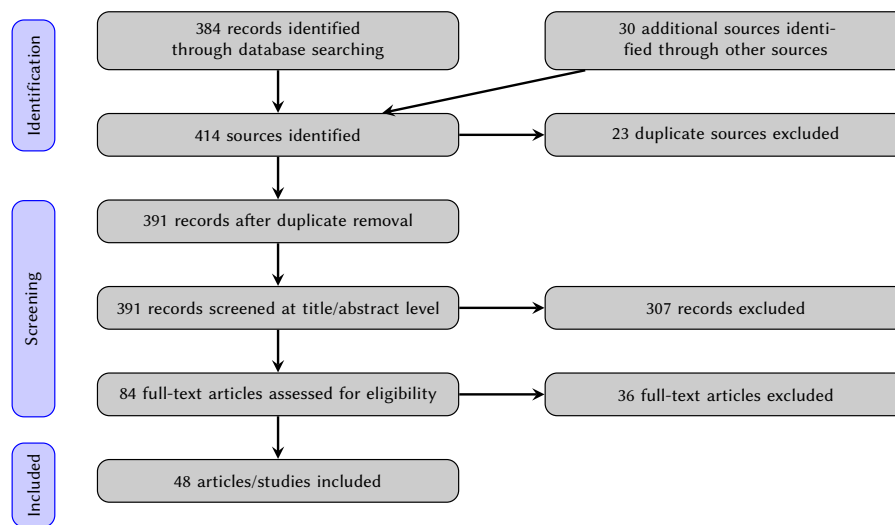 Identification
384 records identified
through database searching
30 additional sources identi-
fied through other sources
414 sources identified
23 duplicate sources excluded
Screening
391 records after duplicate removal
391 records screened at title/abstract level
307 records excluded
84 full-text articles assessed for eligibility
36 full-text articles excluded
Included
48 articles/studies included